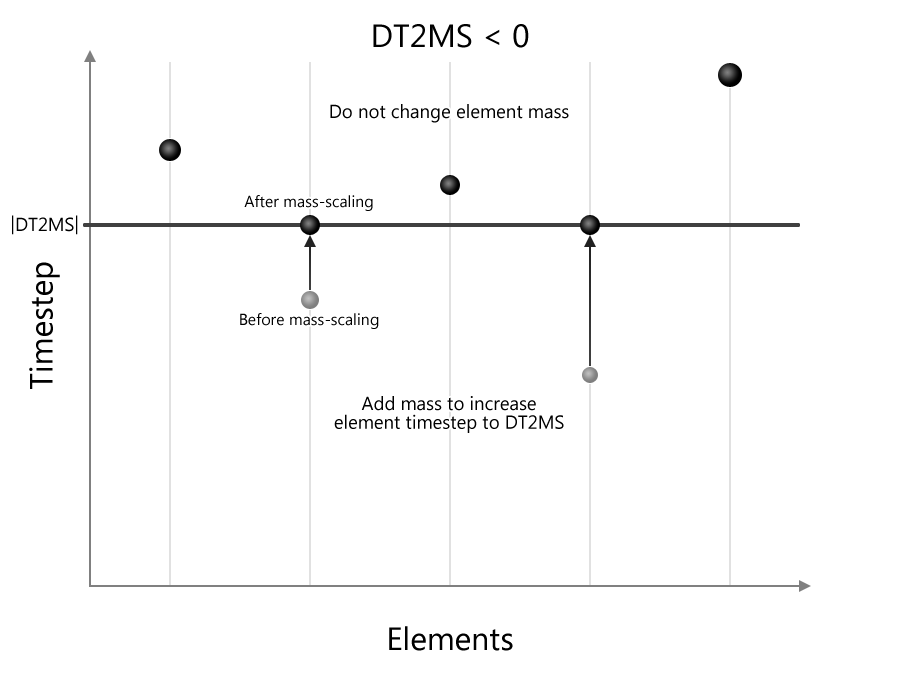 DT2MS < 0
Do not change element mass
After mass-scaling
|DT2MS|
Timestep
Before mass-scaling
Add mass to increase
element timestep to DT2MS
Elements